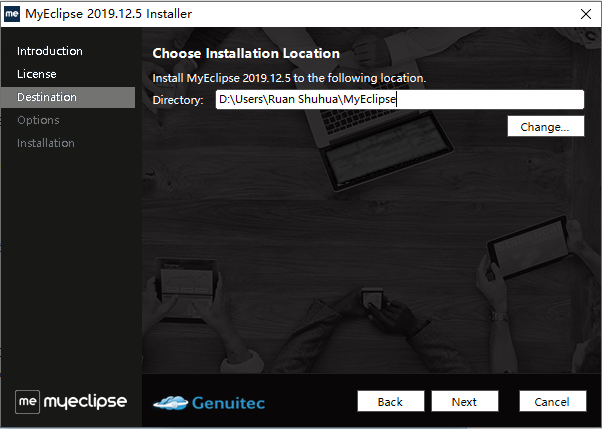 me MyEclipse 2019.12.5 Installer
Introduction
License
Destination
Options
Installation
Choose Installation Location
Install MyEclipse 2019.12.5 to the following location.
Directory: D:\Users\Ruan Shuhua\MyEclipse
Change...
me myeclipse
Genuitec
Back
Next
Cancel